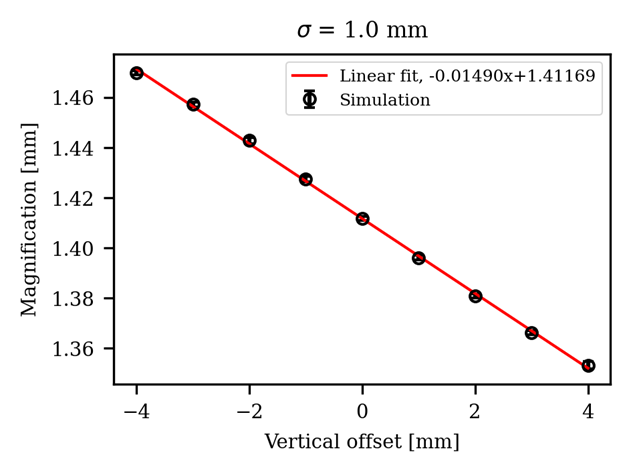 σ = 1.0 mm
Linear fit, -0.01490x+1.41169
Simulation
Magnification [mm]
1.46
1.44
1.42
1.40
1.38
1.36
−4
−2
0
2
4
Vertical offset [mm]